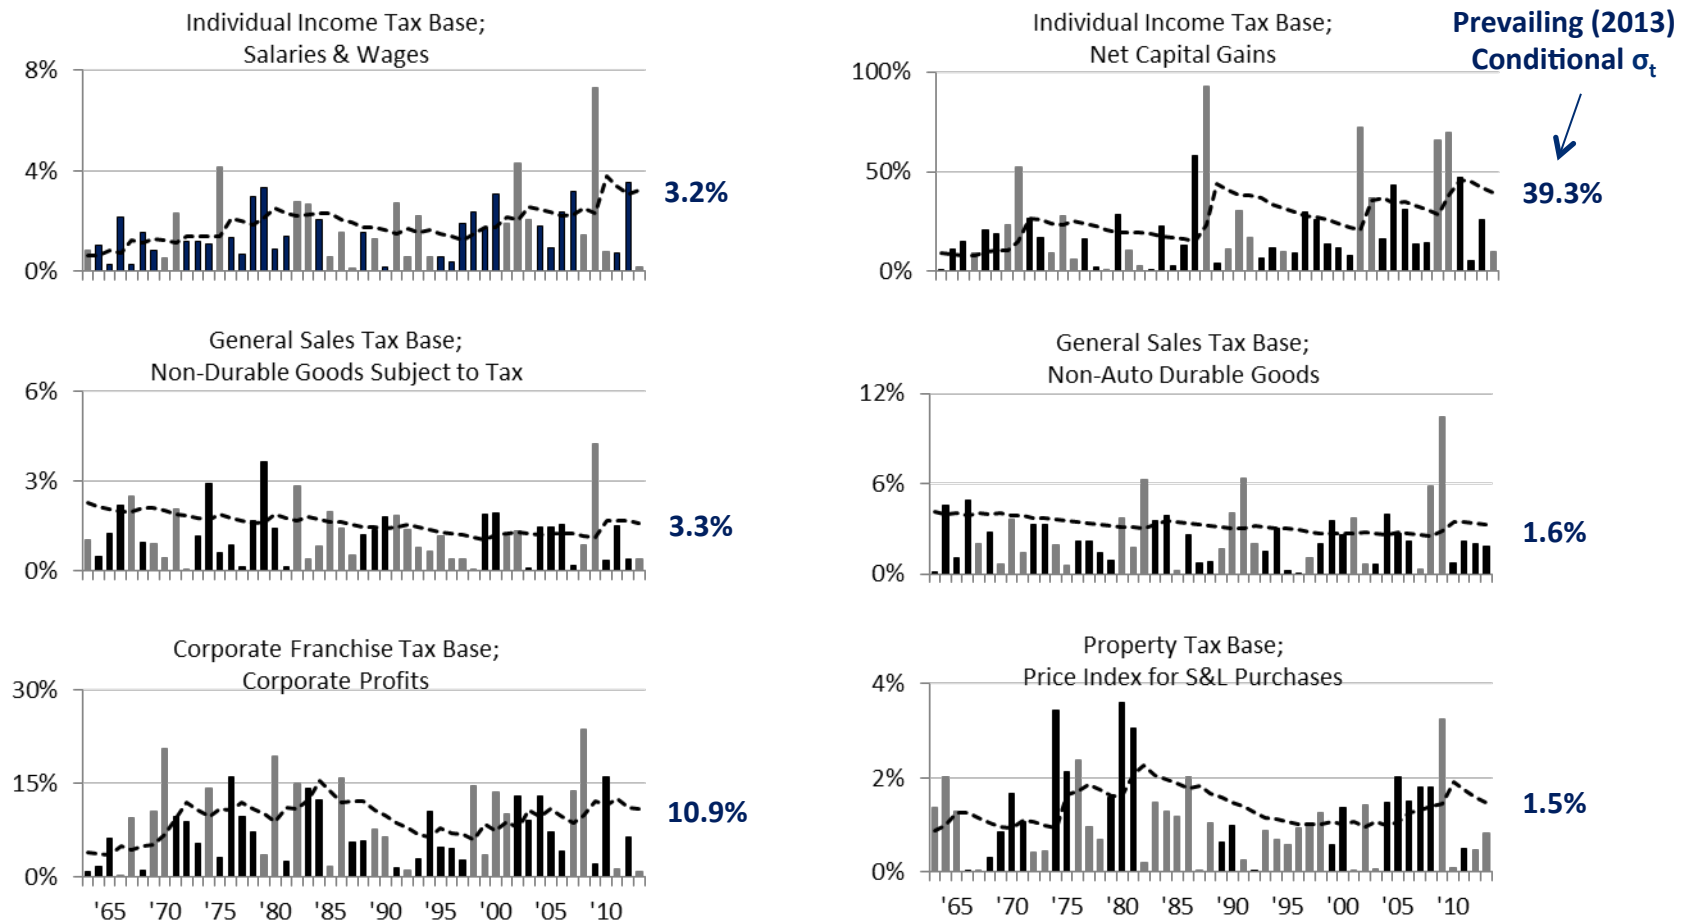 Individual Income Tax Base;
Salaries & Wages
8%
4%
0%
3.2%
Individual Income Tax Base;
Net Capital Gains
100%
50%
0%
Prevailing (2013)
Conditional σt
39.3%
General Sales Tax Base;
Non-Durable Goods Subject to Tax
6%
3%
0%
3.3%
General Sales Tax Base;
Non-Auto Durable Goods
12%
6%
0%
1.6%
Corporate Franchise Tax Base;
Corporate Profits
30%
15%
0%
10.9%
'65 '70 '75 '80 '85 '90 '95 '00 '05 '10
Property Tax Base;
Price Index for S&L Purchases
4%
2%
0%
1.5%
'65 '70 '75 '80 '85 '90 '95 '00 '05 '10